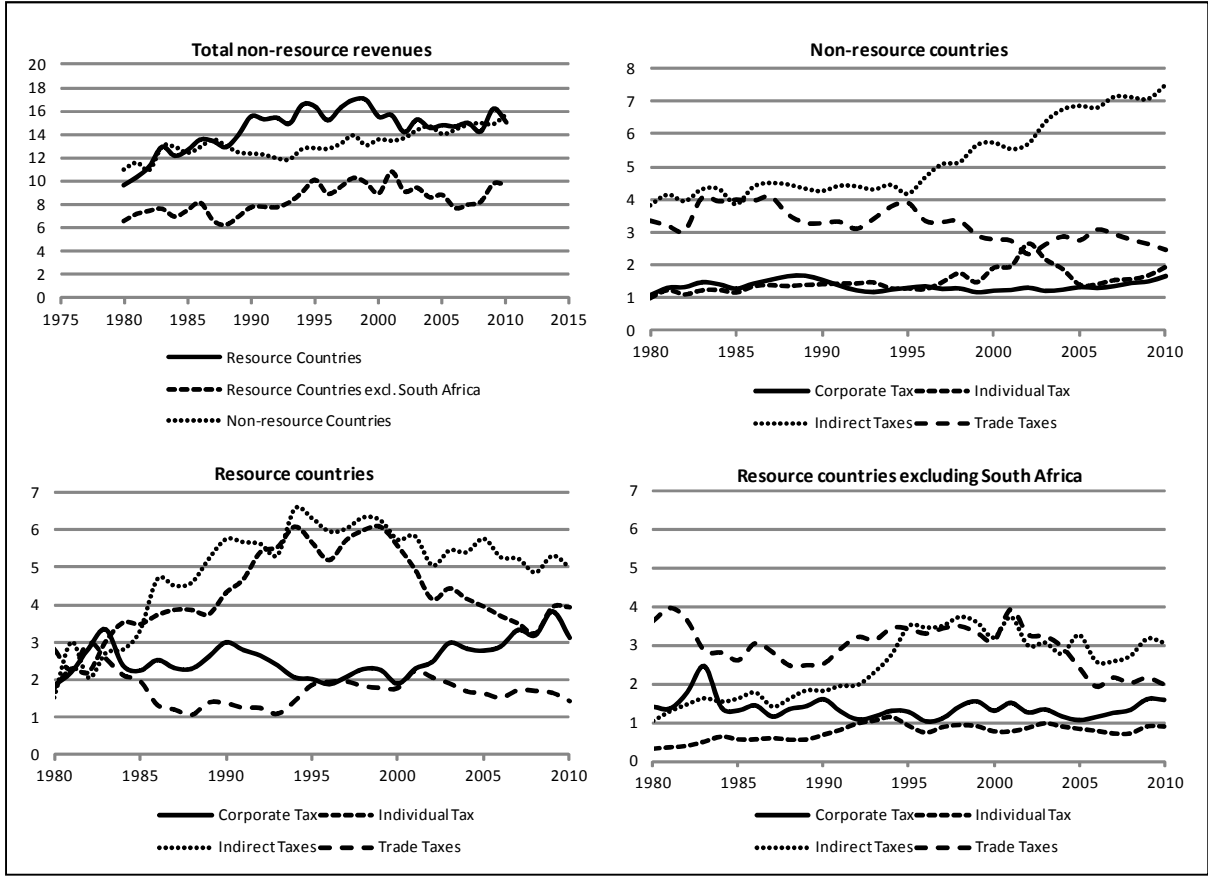 Total non-resource revenues
20
18
16
14
12
10
8
6
4
2
0
1975 1980 1985 1990 1995 2000 2005 2010 2015
Resource Countries
Resource Countries excl. South Africa
Non-resource Countries
Non-resource countries
8
7
6
5
4
3
2
1
0
1980 1985 1990 1995 2000 2005 2010
Corporate Tax Individual Tax
Indirect Taxes Trade Taxes
Resource countries
7
6
5
4
3
2
1
0
1980 1985 1990 1995 2000 2005 2010
Corporate Tax Individual Tax
Indirect Taxes Trade Taxes
Resource countries excluding South Africa
7
6
5
4
3
2
1
0
1980 1985 1990 1995 2000 2005 2010
Corporate Tax Individual Tax
Indirect Taxes Trade Taxes